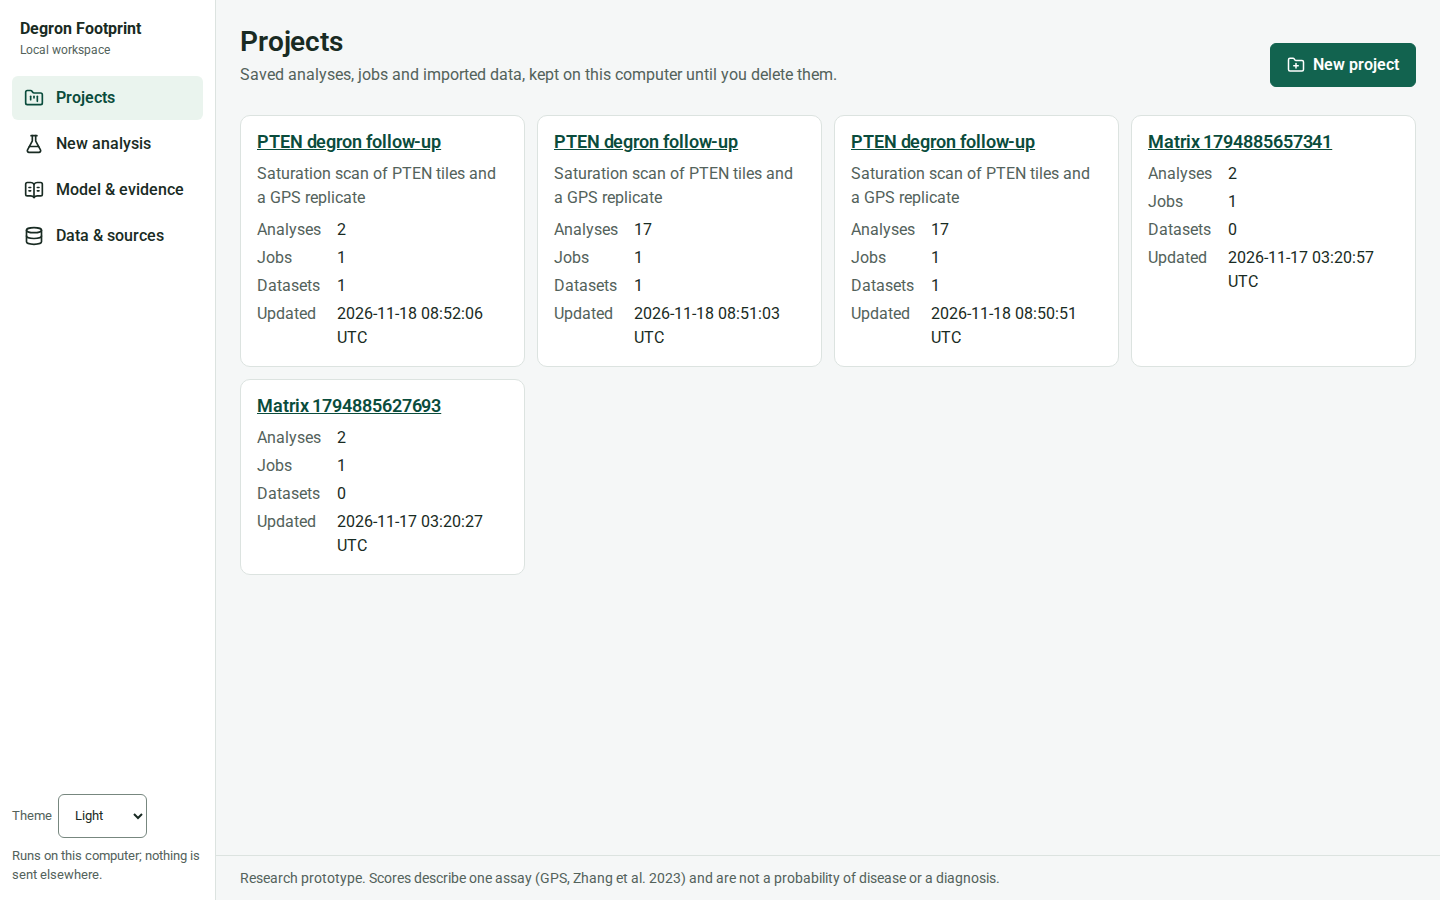 Degron Footprint
Local workspace
Projects
New analysis
Model & evidence
Data & sources
Theme
Light
Runs on this computer; nothing is
sent elsewhere.
Projects
Saved analyses, jobs and imported data, kept on this computer until you delete them.
New project
PTEN degron follow-up
Saturation scan of PTEN tiles and
a GPS replicate
Analyses 2
Jobs 1
Datasets 1
Updated 2026-11-18 08:52:06
UTC
PTEN degron follow-up
Saturation scan of PTEN tiles and
a GPS replicate
Analyses 17
Jobs 1
Datasets 1
Updated 2026-11-18 08:51:03
UTC
PTEN degron follow-up
Saturation scan of PTEN tiles and
a GPS replicate
Analyses 17
Jobs 1
Datasets 1
Updated 2026-11-18 08:50:51
UTC
Matrix 1794885657341
Analyses 2
Jobs 1
Datasets 0
Updated 2026-11-17 03:20:57
UTC
Matrix 1794885627693
Analyses 2
Jobs 1
Datasets 0
Updated 2026-11-17 03:20:27
UTC
Research prototype. Scores describe one assay (GPS, Zhang et al. 2023) and are not a probability of disease or a diagnosis.